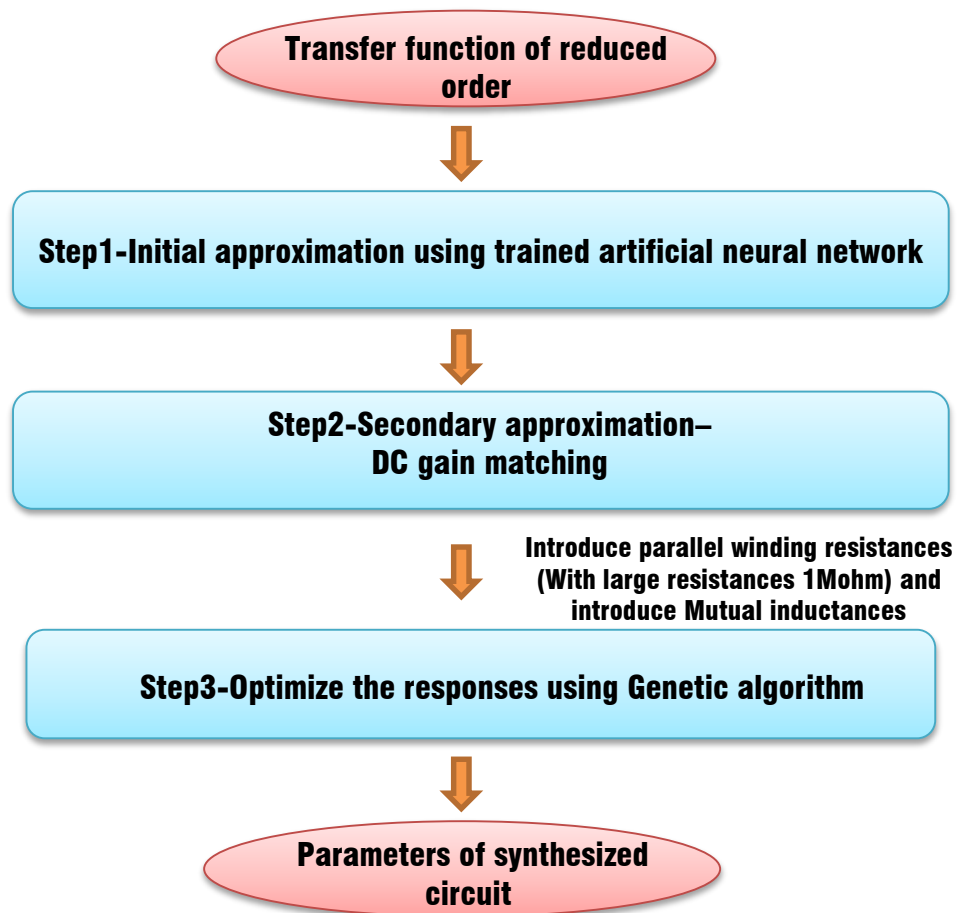 Transfer function of reduced
order
Step1-Initial approximation using trained artificial neural network
Step2-Secondary approximation–
DC gain matching
Introduce parallel winding resistances
(With large resistances 1Mohm) and
introduce Mutual inductances
Step3-Optimize the responses using Genetic algorithm
Parameters of synthesized
circuit